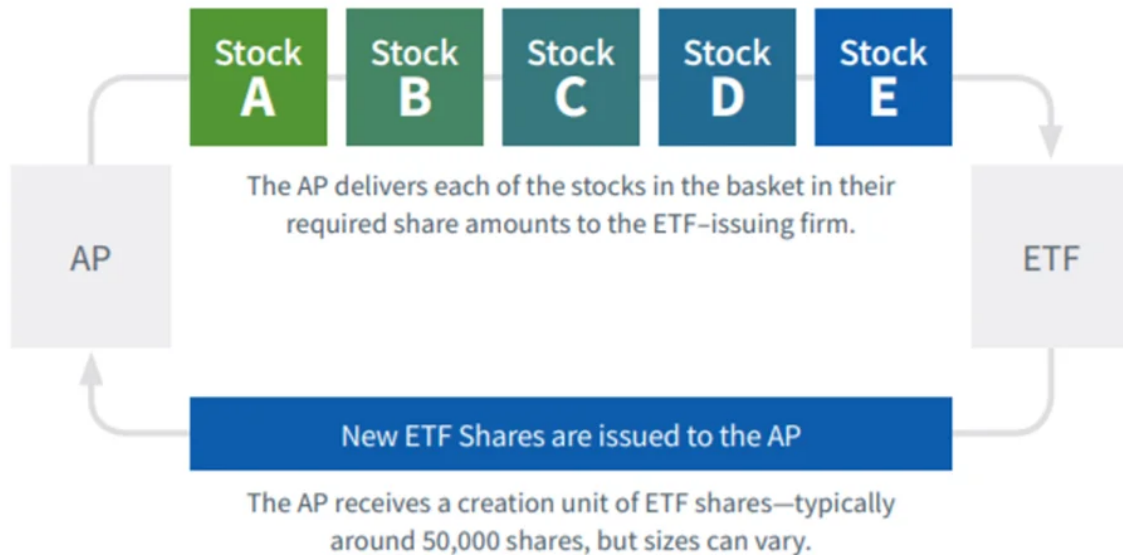 Stock Stock Stock Stock Stock
A B C D E
The AP delivers each of the stocks in the basket in their
required share amounts to the ETF–issuing firm.
AP
ETF
New ETF Shares are issued to the AP
The AP receives a creation unit of ETF shares—typically
around 50,000 shares, but sizes can vary.